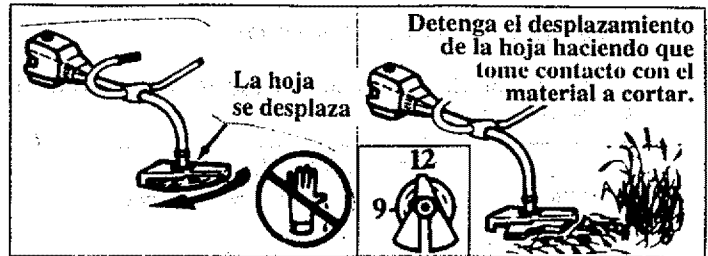 La hoja
se desplaza
Detenga el desplazamiento
de la hoja haciendo que
tome contacto con el
material a cortar.
12
9